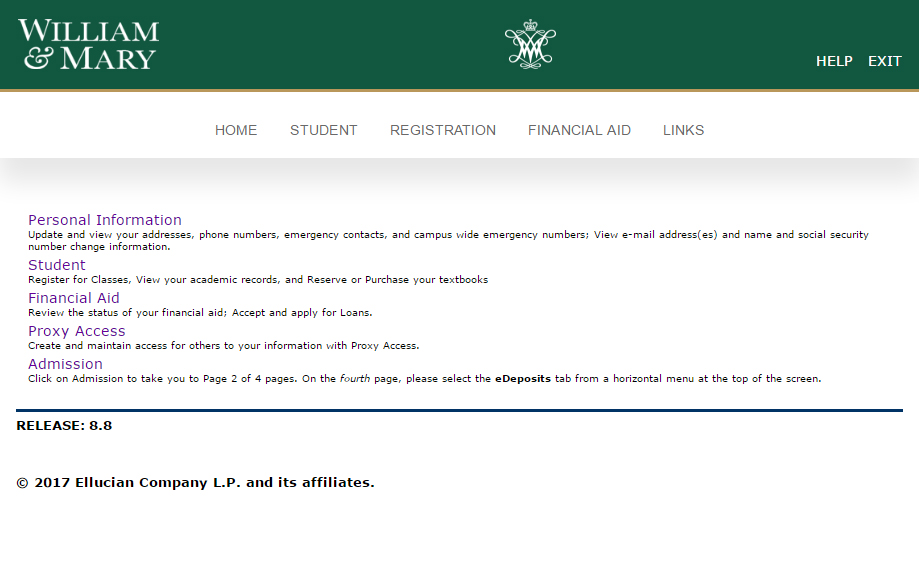 WILLIAM
& MARY
HELP EXIT
HOME STUDENT REGISTRATION FINANCIAL AID LINKS
Personal Information
Update and view your addresses, phone numbers, emergency contacts, and campus wide emergency numbers; View e-mail address(es) and name and social security
number change information.
Student
Register for Classes, View your academic records, and Reserve or Purchase your textbooks
Financial Aid
Review the status of your financial aid; Accept and apply for Loans.
Proxy Access
Create and maintain access for others to your information with Proxy Access.
Admission
Click on Admission to take you to Page 2 of 4 pages. On the fourth page, please select the eDeposits tab from a horizontal menu at the top of the screen.
RELEASE: 8.8
© 2017 Ellucian Company L.P. and its affiliates.